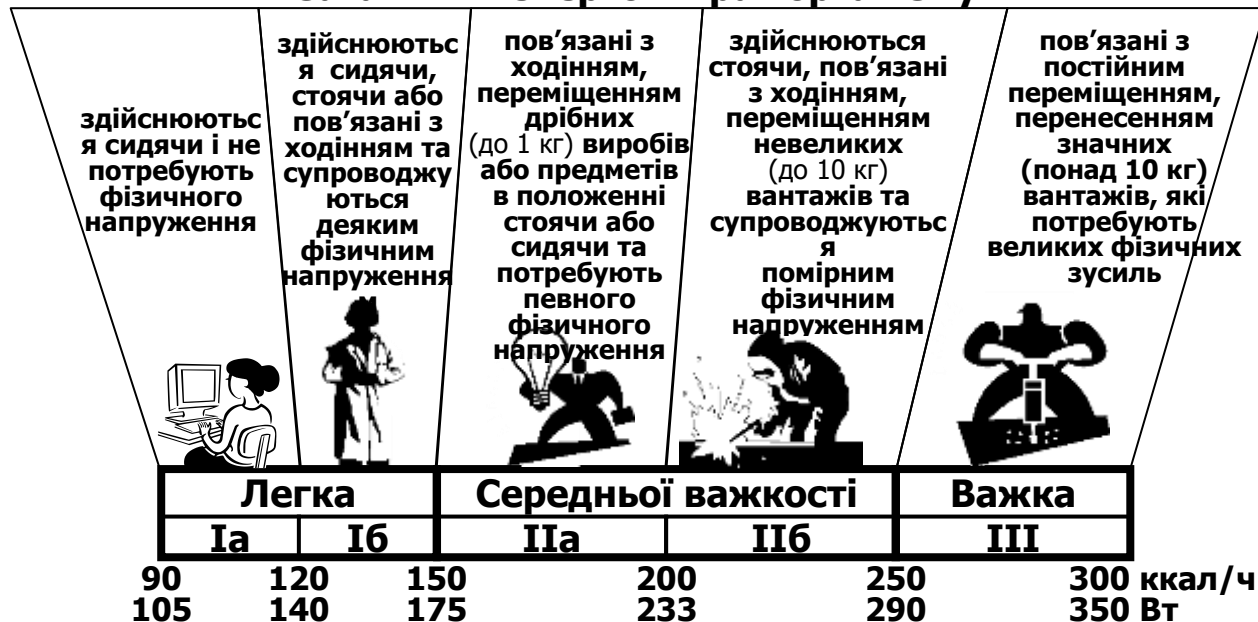 здійснюютьс
я сидячи і не
потребують
фізичного
напруження
здійснюютьс
я сидячи,
стоячи або
пов’язані з
ходінням та
супроводжу
ються
деяким
фізичним
напруження
пов’язані з
ходінням,
переміщенням
дрібних
(до 1 кг) виробів
або предметів
в положенні
стоячи або
сидячи та
потребують
певного
фізичного
напруження
здійснюються
стоячи, пов’язані
з ходінням,
переміщенням
невеликих
(до 10 кг)
вантажів та
супроводжуютьс
я
помірним
фізичним
напруженням
пов’язані з
постійним
переміщенням,
перенесенням
значних
(понад 10 кг)
вантажів, які
потребують
великих фізичних
зусиль
Легка Середньої важкості Важка
Іа Іб ІІа ІІб ІІІ
90 120 150 200 250 300 ккал/ч
105 140 175 233 290 350 Вт